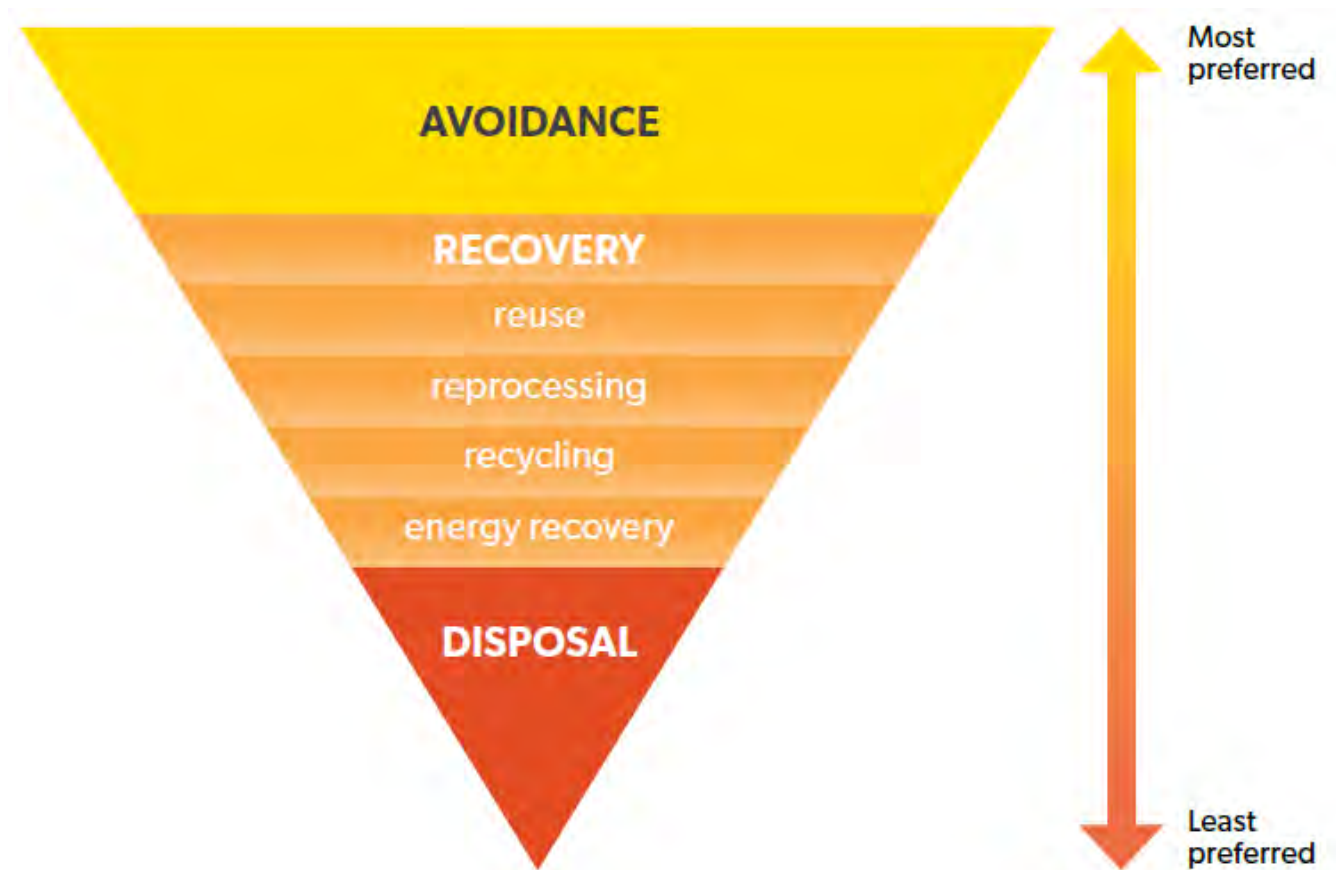 Most
preferred
AVOIDANCE
RECOVERY
reuse
reprocessing
recycling
energy recovery
DISPOSAL
Least
preferred